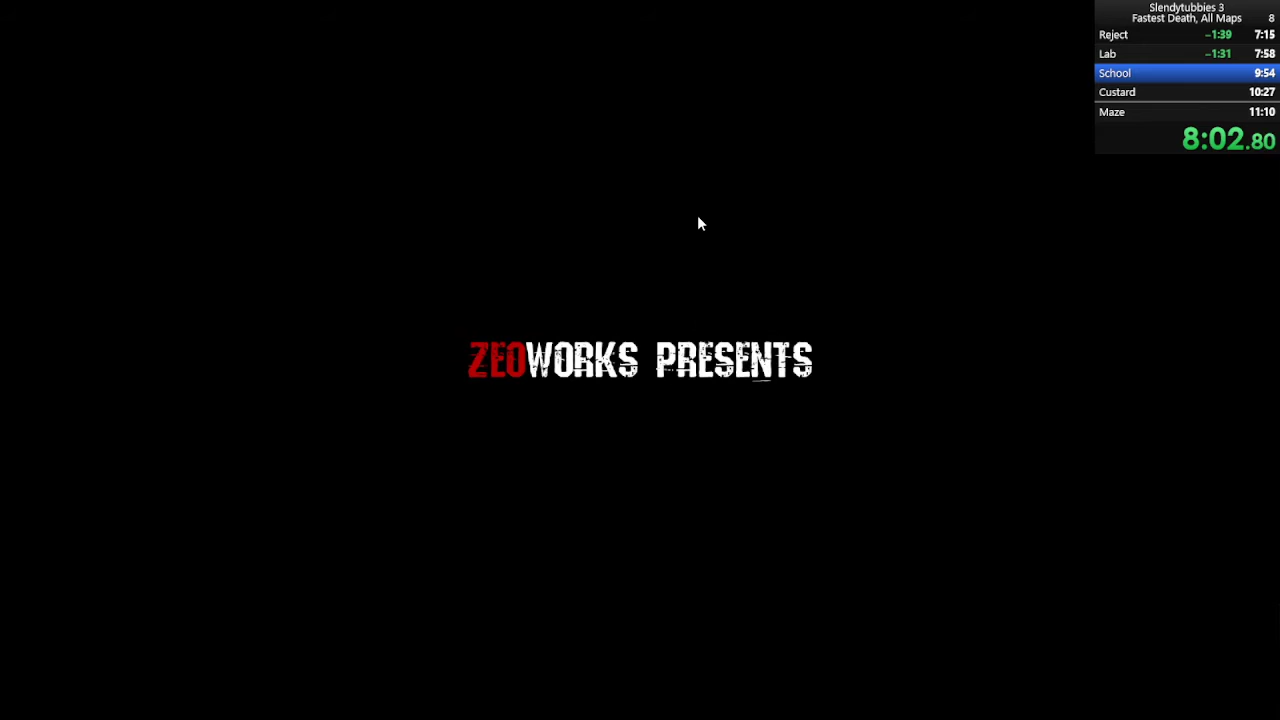 Slendytubbies 3
Fastest Death, All Maps 8
Reject -1:39 7:15
Lab -1:31 7:58
School 9:54
Custard 10:27
Maze 11:10
8:02.80
ZEOWORKS PRESENTS